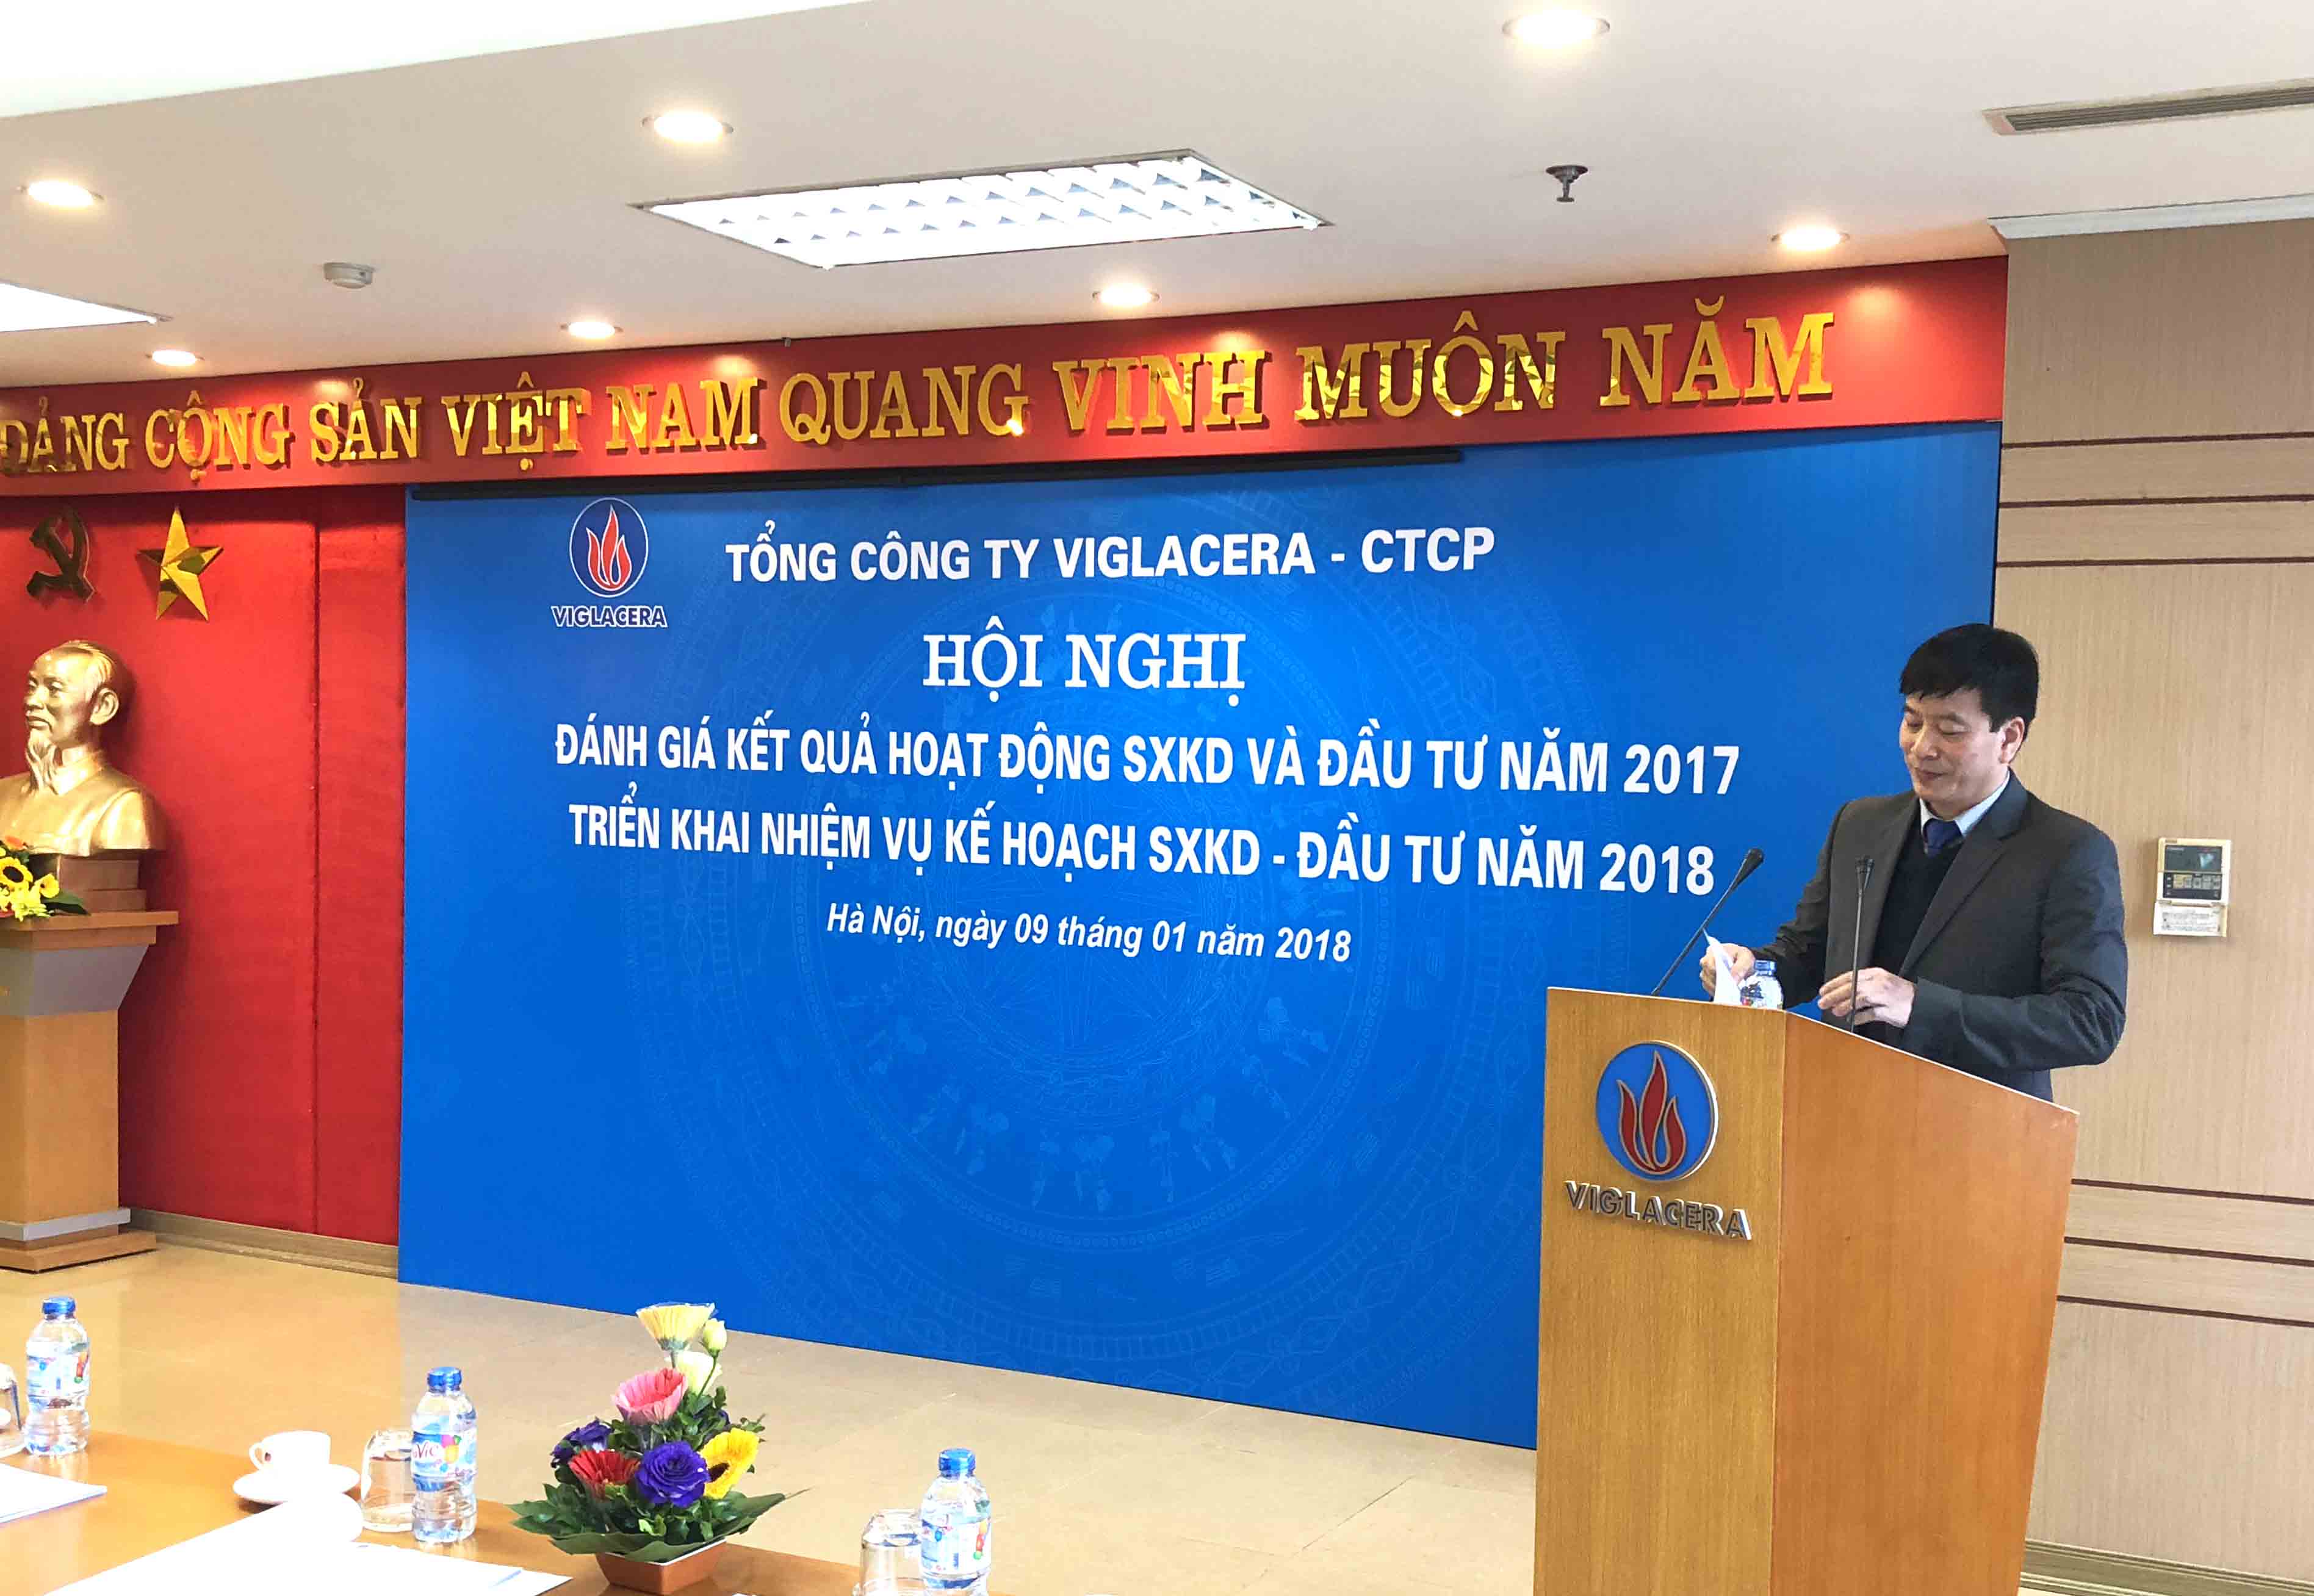 ĐẢNG CỘNG SẢN VIỆT NAM QUANG VINH MUÔN NĂM
VIGLACERA
TỔNG CÔNG TY VIGLACERA - CTCP
HỘI NGHỊ
ĐÁNH GIÁ KẾT QUẢ HOẠT ĐỘNG SXKD VÀ ĐẦU TƯ NĂM 2017
TRIỂN KHAI NHIỆM VỤ KẾ HOẠCH SXKD - ĐẦU TƯ NĂM 2018
Hà Nội, ngày 09 tháng 01 năm 2018
VIGLACERA